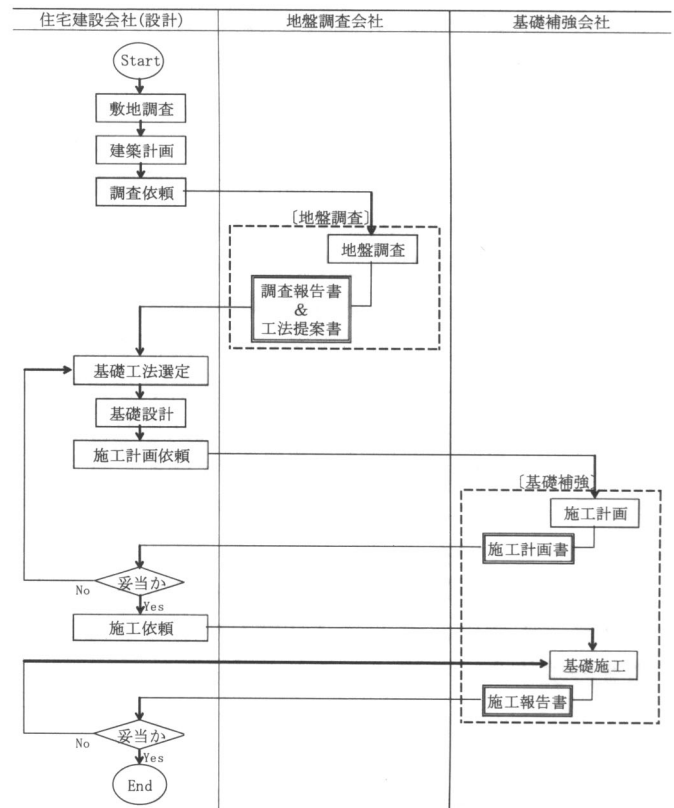 住宅建設会社(設計)
地盤調査会社
基礎補強会社
Start
敷地調査
建築計画
調査依頼
〔地盤調査〕
地盤調査
調査報告書
&
工法提案書
基礎工法選定
基礎設計
施工計画依頼
〔基礎補強〕
施工計画
施工計画書
妥当か
No
Yes
施工依頼
基礎施工
施工報告書
妥当か
No
Yes
End